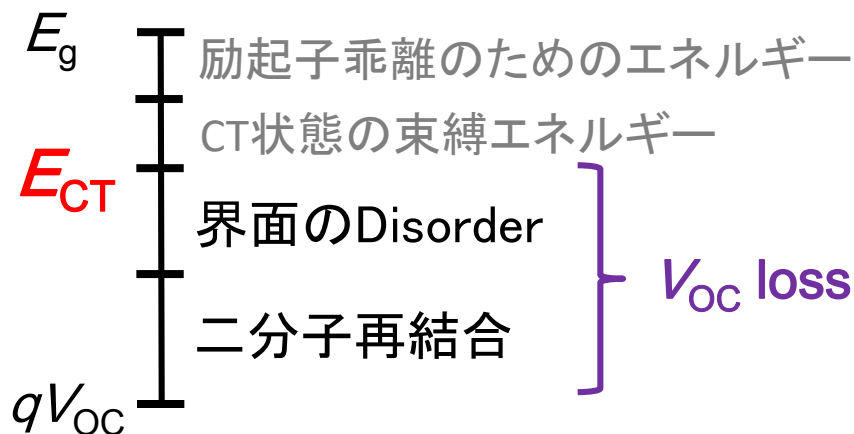 Eg
励起子乖離のためのエネルギー
CT状態の束縛エネルギー
ECT
界面のDisorder
VOC loss
二分子再結合
qVOC